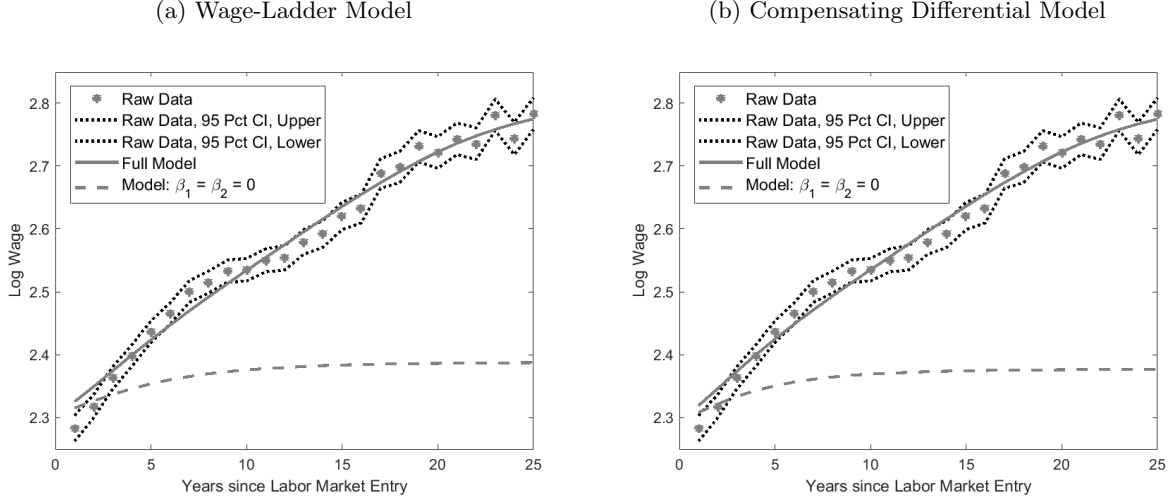 (a) Wage-Ladder Model
Raw Data
Raw Data, 95 Pct CI, Upper
Raw Data, 95 Pct CI, Lower
Full Model
Model: β₁ = β₂ = 0
2.8
2.7
2.6
2.5
2.4
2.3
Log Wage
0 5 10 15 20 25
Years since Labor Market Entry
(b) Compensating Differential Model
Raw Data
Raw Data, 95 Pct CI, Upper
Raw Data, 95 Pct CI, Lower
Full Model
Model: β₁ = β₂ = 0
2.8
2.7
2.6
2.5
2.4
2.3
Log Wage
0 5 10 15 20 25
Years since Labor Market Entry